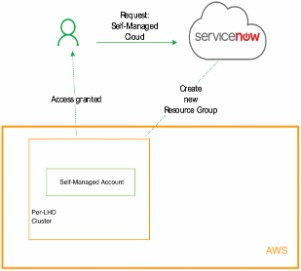 Request:
Self-Managed
Cloud
servicenow
Access granted
Create
new
Resource Group
Self-Managed Account
Per-LHD
Cluster
AWS